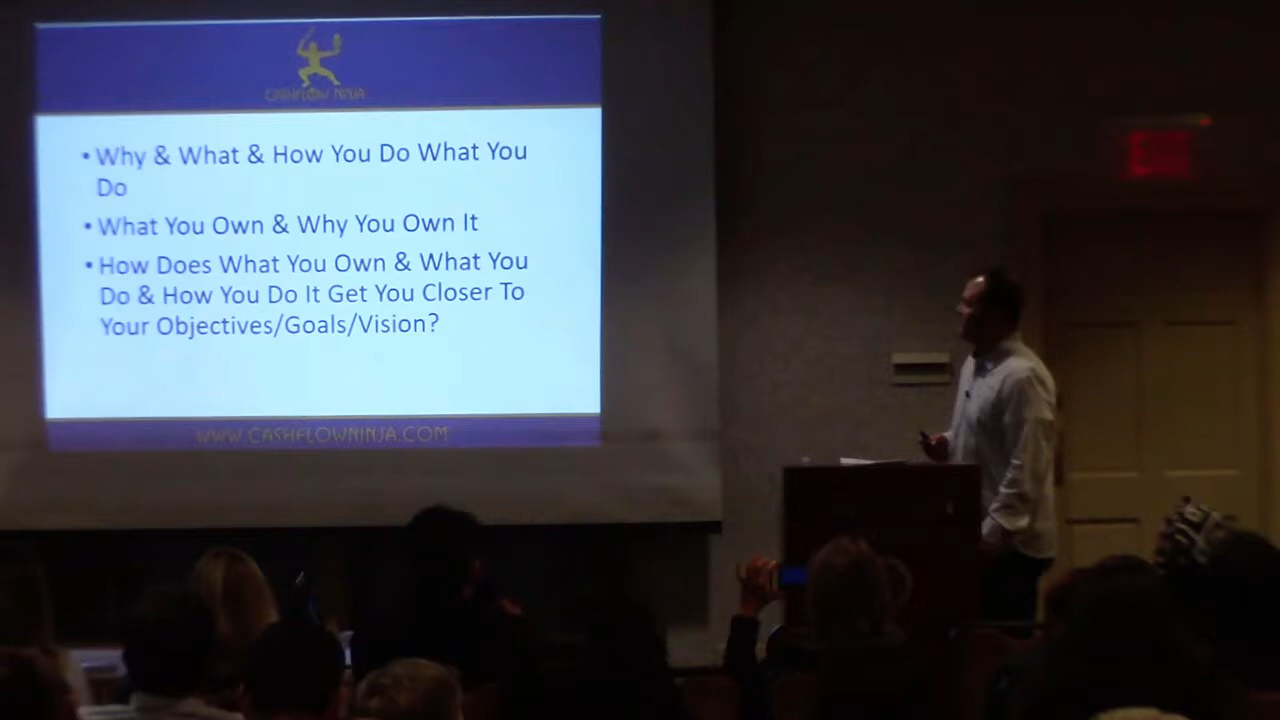 CASHFLOW NINJA
• Why & What & How You Do What You
Do
• What You Own & Why You Own It
• How Does What You Own & What You
Do & How You Do It Get You Closer To
Your Objectives/Goals/Vision?
WWW.CASHFLOWNINJA.COM